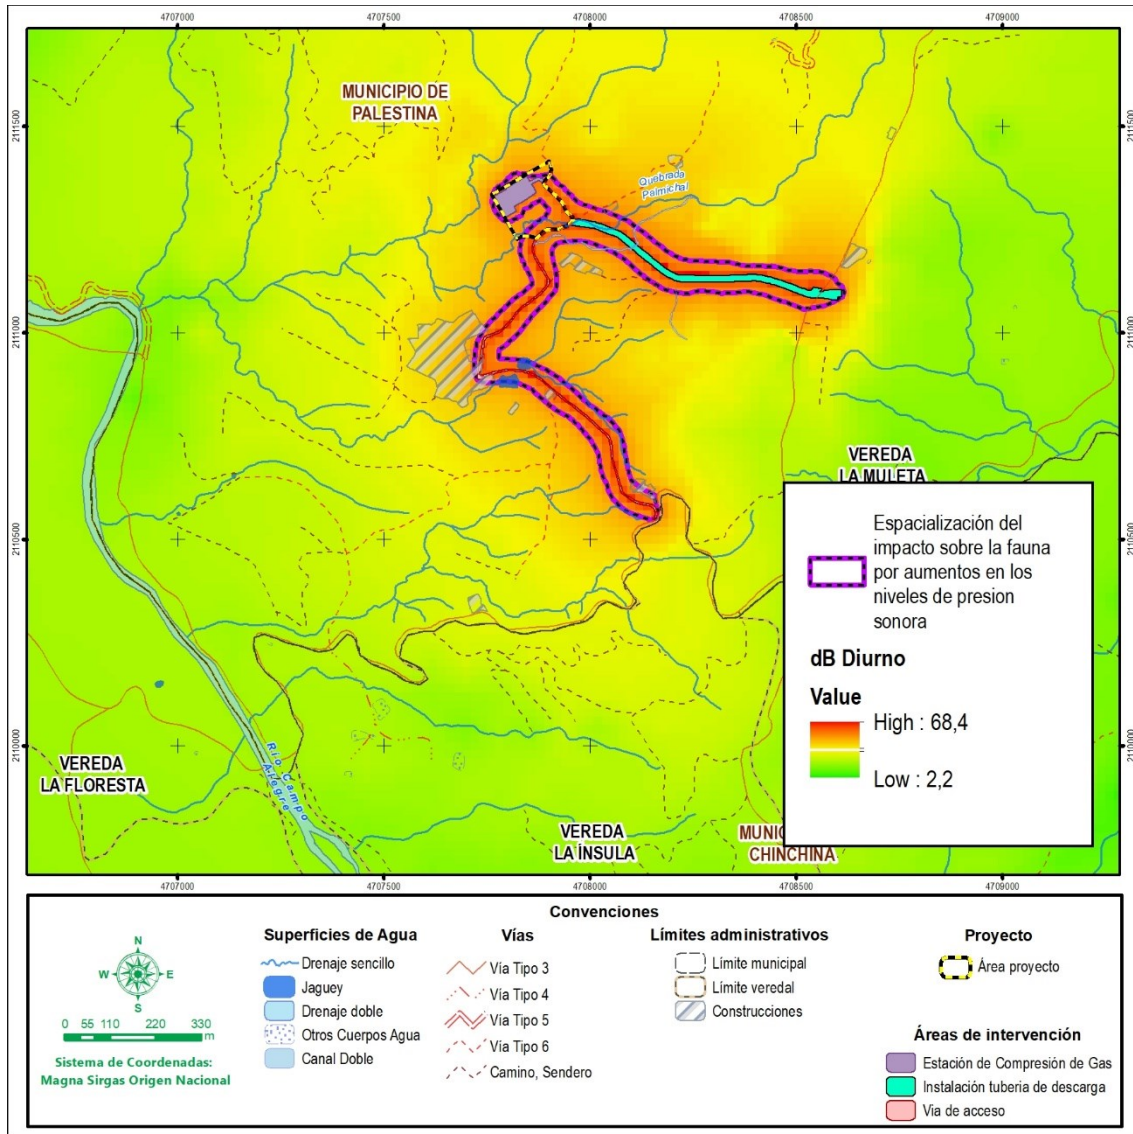 4707000
4707500
4708000
4708500
4709000
2111500
2111000
2110500
2110000
MUNICIPIO DE
PALESTINA
Quebrada
Palmichal
VEREDA
LA MULETA
VEREDA
LA FLORESTA
Río Campo
Alegre
VEREDA
LA ÍNSULA
MUNIC
CHINCHINA
Espacialización del
impacto sobre la fauna
por aumentos en los
niveles de presion
sonora
dB Diurno
Value
High : 68,4
Low : 2,2
2111500
2111000
2110500
2110000
4707000
4707500
4708000
4708500
4709000
Convenciones
N
W
E
S
0 55 110 220 330
m
Sistema de Coordenadas:
Magna Sirgas Origen Nacional
Superficies de Agua
Drenaje sencillo
Jaguey
Drenaje doble
Otros Cuerpos Agua
Canal Doble
Vías
Vía Tipo 3
Vía Tipo 4
Vía Tipo 5
Vía Tipo 6
Camino, Sendero
Límites administrativos
Límite municipal
Límite veredal
Construcciones
Proyecto
Área proyecto
Áreas de intervención
Estación de Compresión de Gas
Instalación tuberia de descarga
Via de acceso